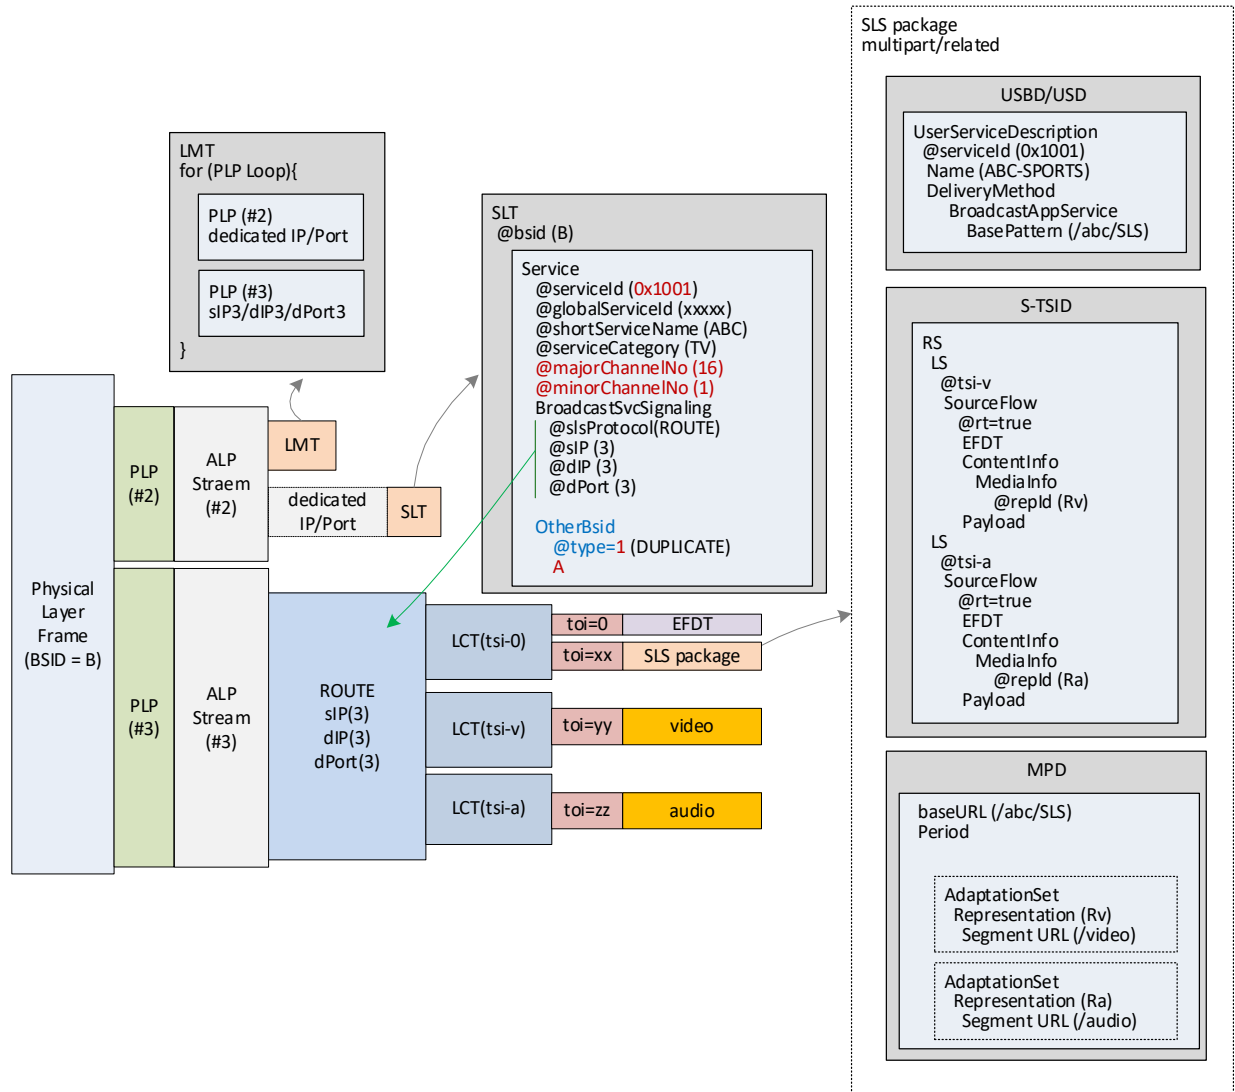 SLS package
multipart/related
USBD/USD
UserServiceDescription
@serviceId (0x1001)
Name (ABC-SPORTS)
DeliveryMethod
BroadcastAppService
BasePattern (/abc/SLS)
S-TSID
RS
LS
@tsi-v
SourceFlow
@rt=true
EFDT
ContentInfo
MediaInfo
@repId (Rv)
Payload
LS
@tsi-a
SourceFlow
@rt=true
EFDT
ContentInfo
MediaInfo
@repId (Ra)
Payload
MPD
baseURL (/abc/SLS)
Period
AdaptationSet
Representation (Rv)
Segment URL (/video)
AdaptationSet
Representation (Ra)
Segment URL (/audio)
LMT
for (PLP Loop){
PLP (#2)
dedicated IP/Port
PLP (#3)
sIP3/dIP3/dPort3
}
SLT
@bsid (B)
Service
@serviceId (0x1001)
@globalServiceId (xxxxx)
@shortServiceName (ABC)
@serviceCategory (TV)
@majorChannelNo (16)
@minorChannelNo (1)
BroadcastSvcSignaling
@slsProtocol(ROUTE)
@sIP (3)
@dIP (3)
@dPort (3)
OtherBsid
@type=1 (DUPLICATE)
A
Physical
Layer
Frame
(BSID = B)
PLP
(#2)
ALP
Straem
(#2)
LMT
dedicated
IP/Port
SLT
PLP
(#3)
ALP
Stream
(#3)
ROUTE
sIP(3)
dIP(3)
dPort(3)
LCT(tsi-0)
toi=0
EFDT
toi=xx
SLS package
LCT(tsi-v)
toi=yy
video
LCT(tsi-a)
toi=zz
audio